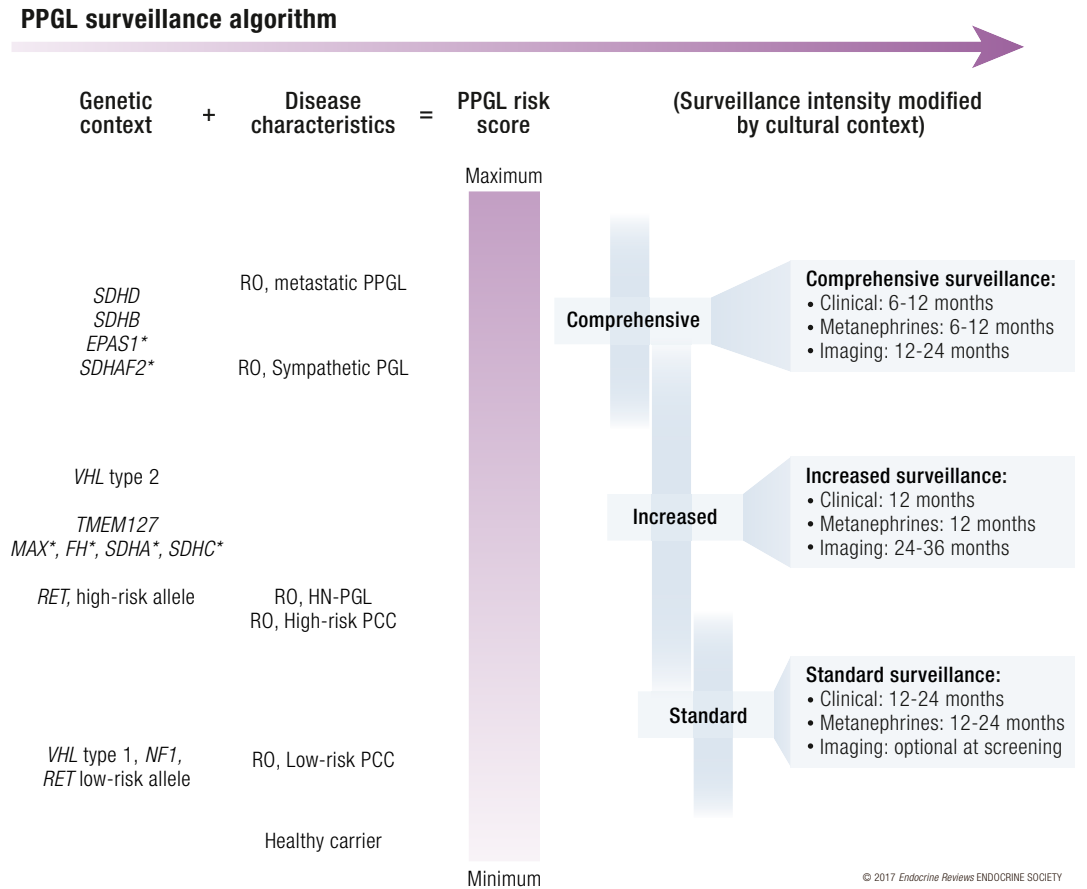 PPGL surveillance algorithm
Genetic
context
+
Disease
characteristics
=
PPGL risk
score
(Surveillance intensity modified
by cultural context)
Maximum
SDHD
SDHB
EPAS1*
SDHAF2*
RO, metastatic PPGL
RO, Sympathetic PGL
Comprehensive
Comprehensive surveillance:
• Clinical: 6-12 months
• Metanephrines: 6-12 months
• Imaging: 12-24 months
VHL type 2
TMEM127
MAX*, FH*, SDHA*, SDHC*
RET, high-risk allele
RO, HN-PGL
RO, High-risk PCC
Increased
Increased surveillance:
• Clinical: 12 months
• Metanephrines: 12 months
• Imaging: 24-36 months
Standard
Standard surveillance:
• Clinical: 12-24 months
• Metanephrines: 12-24 months
• Imaging: optional at screening
VHL type 1, NF1,
RET low-risk allele
RO, Low-risk PCC
Healthy carrier
Minimum
© 2017 Endocrine Reviews ENDOCRINE SOCIETY